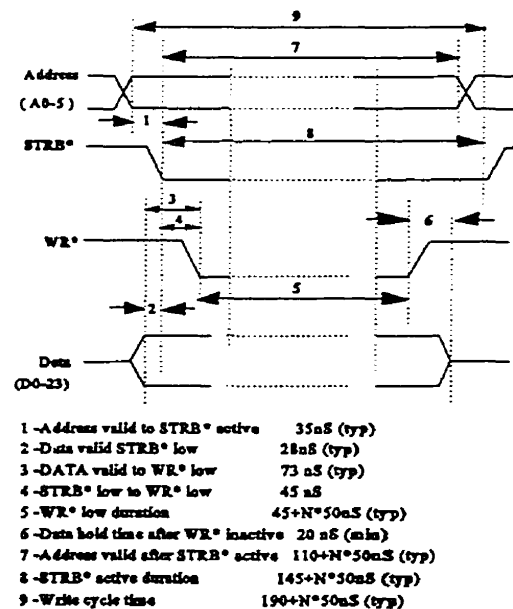 9
7
Address
(A0-5)
1
8
STRB*
3
4
6
WR*
5
2
Data
(D0-23)
1 -Address valid to STRB* active 35nS (typ)
2 -Data valid STRB* low 28nS (typ)
3 -DATA valid to WR* low 73 nS (typ)
4 -STRB* low to WR* low 45 nS
5 -WR* low duration 45+N*50nS (typ)
6 -Data hold time after WR* inactive 20 nS (min)
7 -Address valid after STRB* active 110+N*50nS (typ)
8 -STRB* active duration 145+N*50nS (typ)
9 -Write cycle time 190+N*50nS (typ)